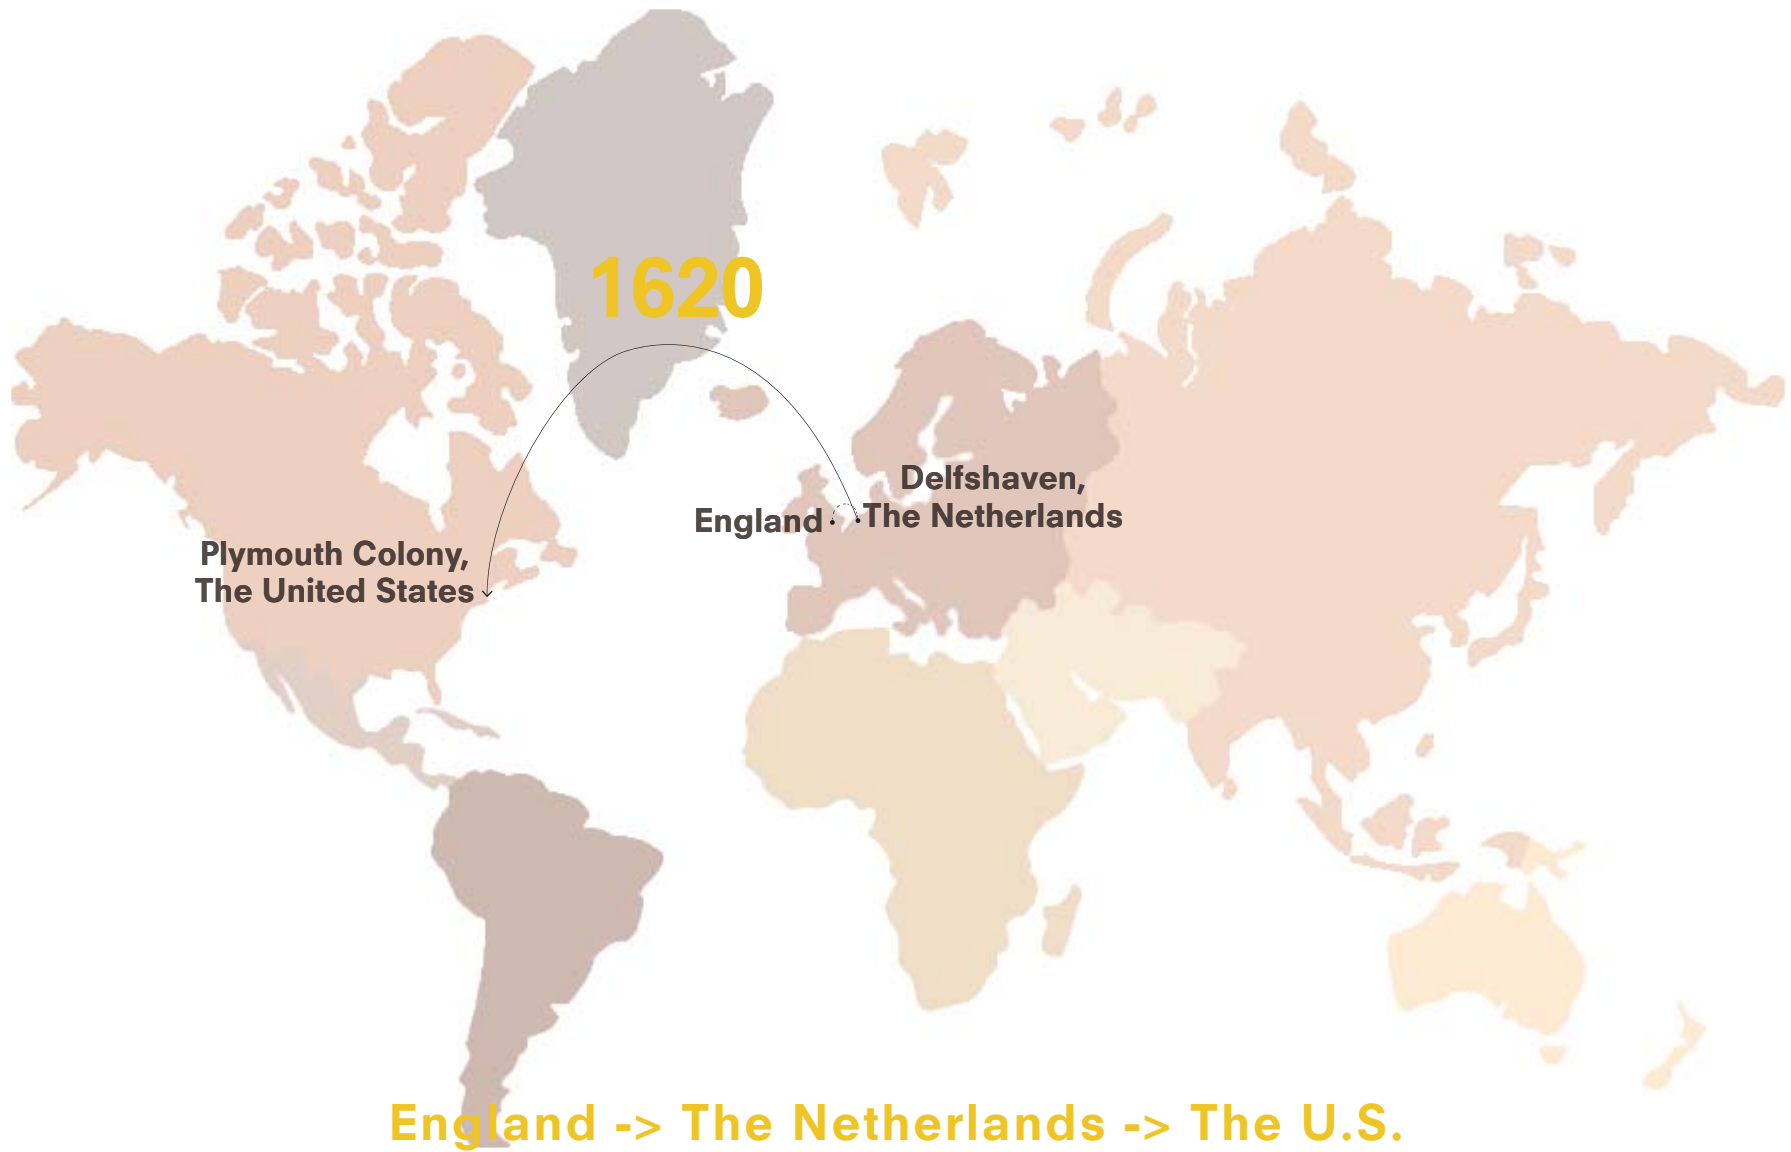 1620
Delfshaven,
The Netherlands
England
Plymouth Colony,
The United States
England -> The Netherlands -> The U.S.